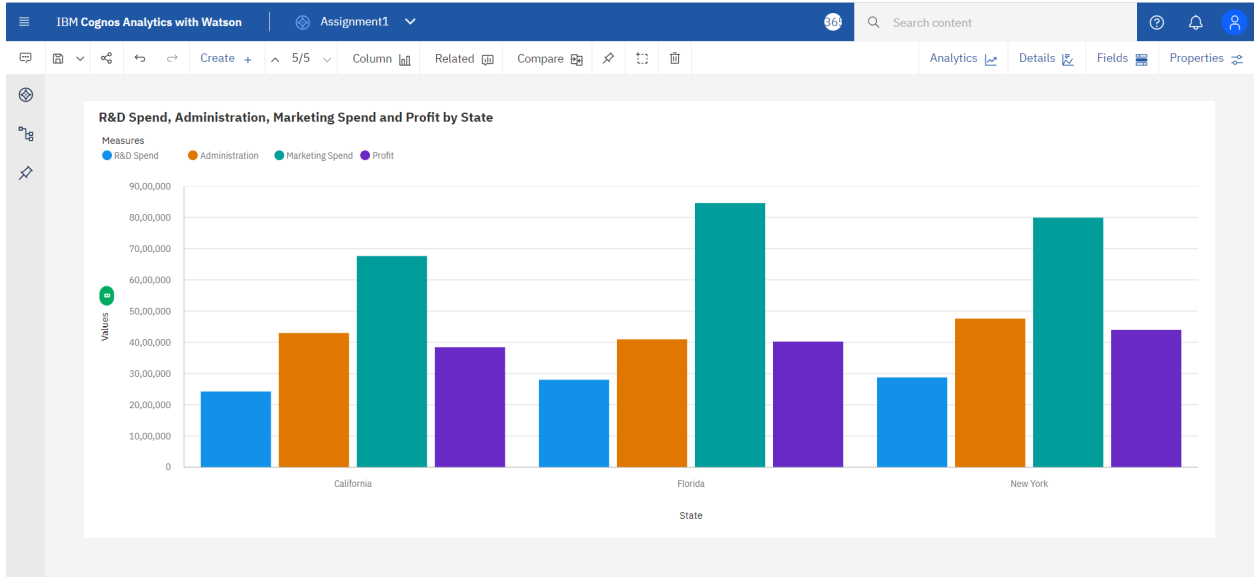 IBM Cognos Analytics with Watson
Assignment1
Search content
Create + 5/5 Column Related Compare Analytics Details Fields Properties
R&D Spend, Administration, Marketing Spend and Profit by State
Measures
R&D Spend Administration Marketing Spend Profit
90,00,000
80,00,000
70,00,000
60,00,000
50,00,000
40,00,000
30,00,000
20,00,000
10,00,000
0
Values
California Florida New York
State